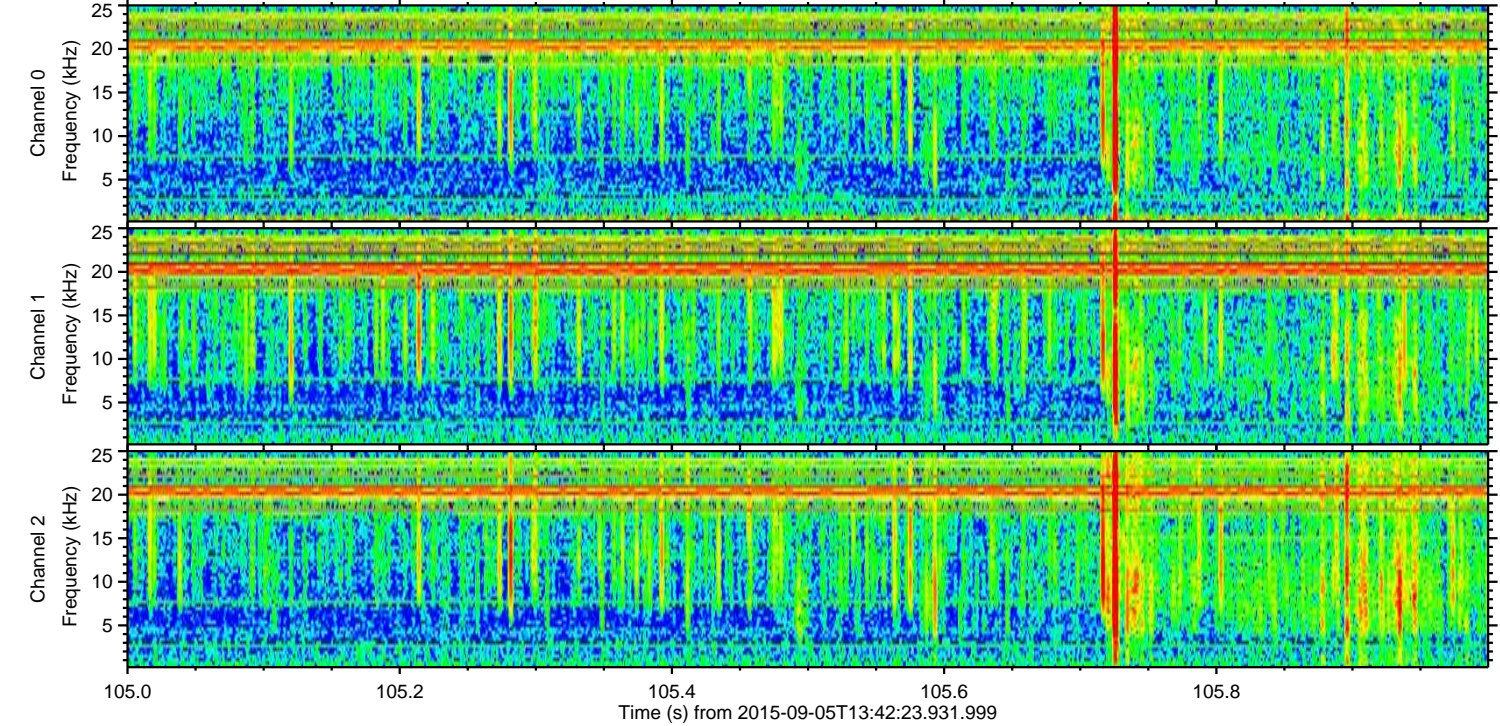 25
20
15
10
5
Channel 0
Frequency (kHz)
25
20
15
10
5
Channel 1
Frequency (kHz)
25
20
15
10
5
Channel 2
Frequency (kHz)
105.0 105.2 105.4 105.6 105.8
Time (s) from 2015-09-05T13:42:23.931.999